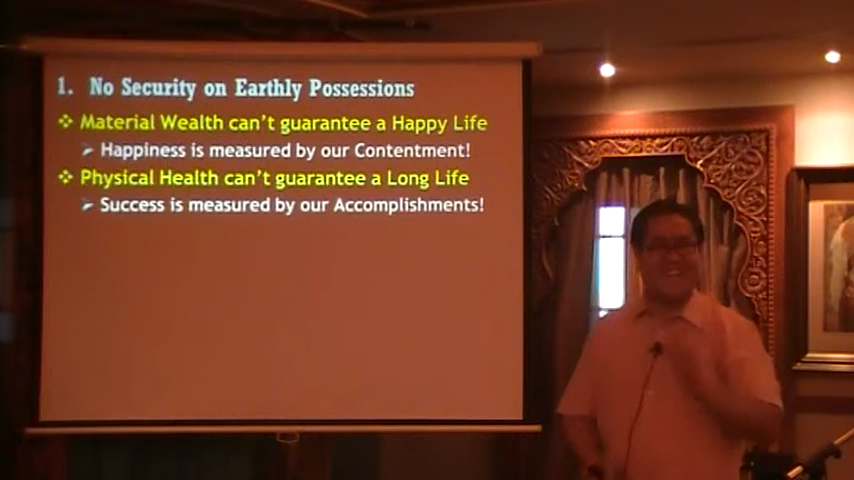 1. No Security on Earthly Possessions
❖ Material Wealth can't guarantee a Happy Life
➢ Happiness is measured by our Contentment!
❖ Physical Health can't guarantee a Long Life
➢ Success is measured by our Accomplishments!